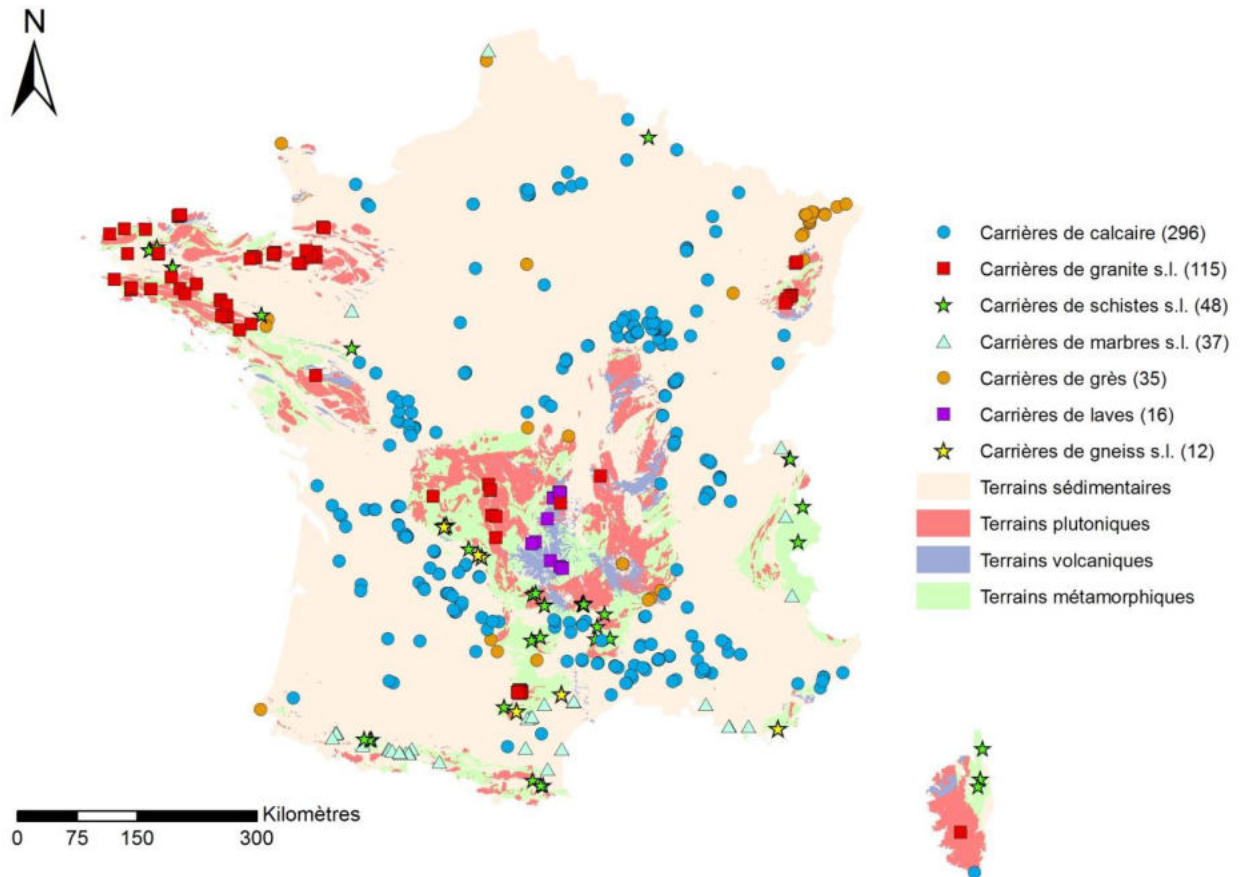 N
Carrières de calcaire (296)
Carrières de granite s.l. (115)
Carrières de schistes s.l. (48)
Carrières de marbres s.l. (37)
Carrières de grès (35)
Carrières de laves (16)
Carrières de gneiss s.l. (12)
Terrains sédimentaires
Terrains plutoniques
Terrains volcaniques
Terrains métamorphiques
Kilomètres
0 75 150 300